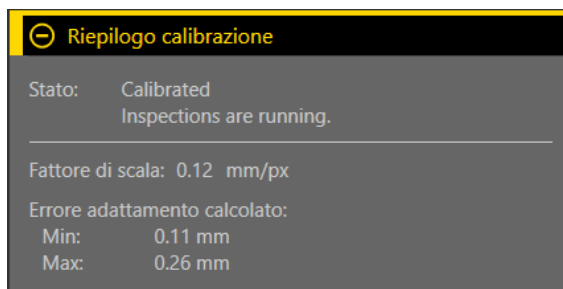 Riepilogo calibrazione
Stato: Calibrated
Inspections are running.
Fattore di scala: 0.12 mm/px
Errore adattamento calcolato:
Min: 0.11 mm
Max: 0.26 mm